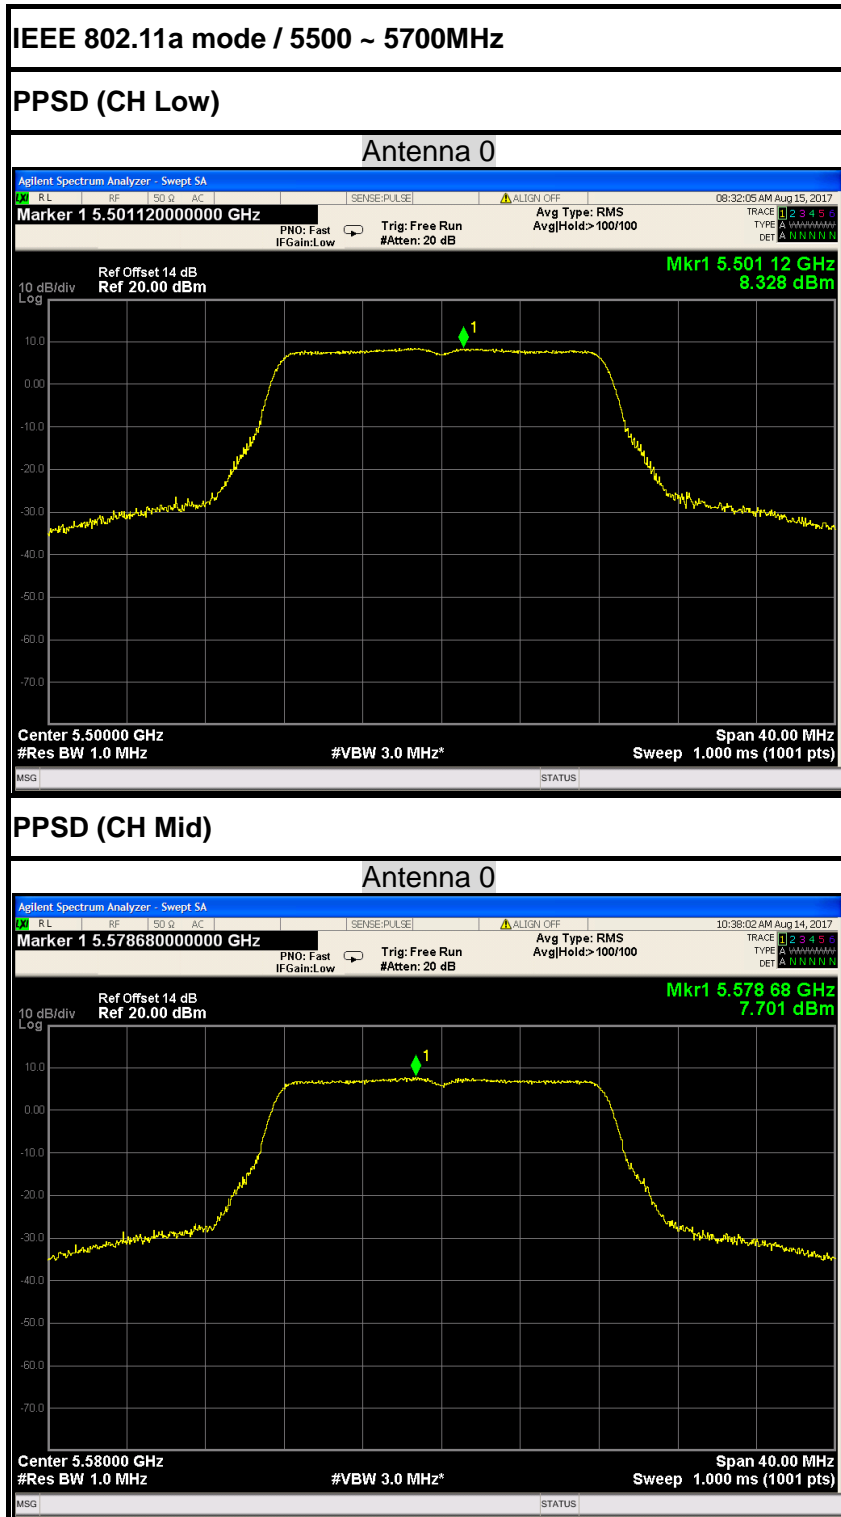 IEEE 802.11a mode / 5500 ~ 5700MHz
PPSD (CH Low)
Antenna 0
Agilent Spectrum Analyzer - Swept SA
LXI RL RF 50 Ω AC SENSE:PULSE ALIGN OFF 08:32:05 AM Aug 15, 2017
Marker 1 5.501120000000 GHz
PNO: Fast
IFGain:Low
Trig: Free Run
#Atten: 20 dB
Avg Type: RMS
Avg|Hold:>100/100
TRACE 1 2 3 4 5 6
TYPE A
DET A N N N N N
Mkr1 5.501 12 GHz
8.328 dBm
Ref Offset 14 dB
10 dB/div Ref 20.00 dBm
Log
1
10.0
0.00
-10.0
-20.0
-30.0
-40.0
-50.0
-60.0
-70.0
Center 5.50000 GHz Span 40.00 MHz
#Res BW 1.0 MHz #VBW 3.0 MHz* Sweep 1.000 ms (1001 pts)
MSG STATUS
PPSD (CH Mid)
Antenna 0
Agilent Spectrum Analyzer - Swept SA
LXI RL RF 50 Ω AC SENSE:PULSE ALIGN OFF 10:38:02 AM Aug 14, 2017
Marker 1 5.578680000000 GHz
PNO: Fast
IFGain:Low
Trig: Free Run
#Atten: 20 dB
Avg Type: RMS
Avg|Hold:>100/100
TRACE 1 2 3 4 5 6
TYPE A
DET A N N N N N
Mkr1 5.578 68 GHz
7.701 dBm
Ref Offset 14 dB
10 dB/div Ref 20.00 dBm
Log
1
10.0
0.00
-10.0
-20.0
-30.0
-40.0
-50.0
-60.0
-70.0
Center 5.58000 GHz Span 40.00 MHz
#Res BW 1.0 MHz #VBW 3.0 MHz* Sweep 1.000 ms (1001 pts)
MSG STATUS